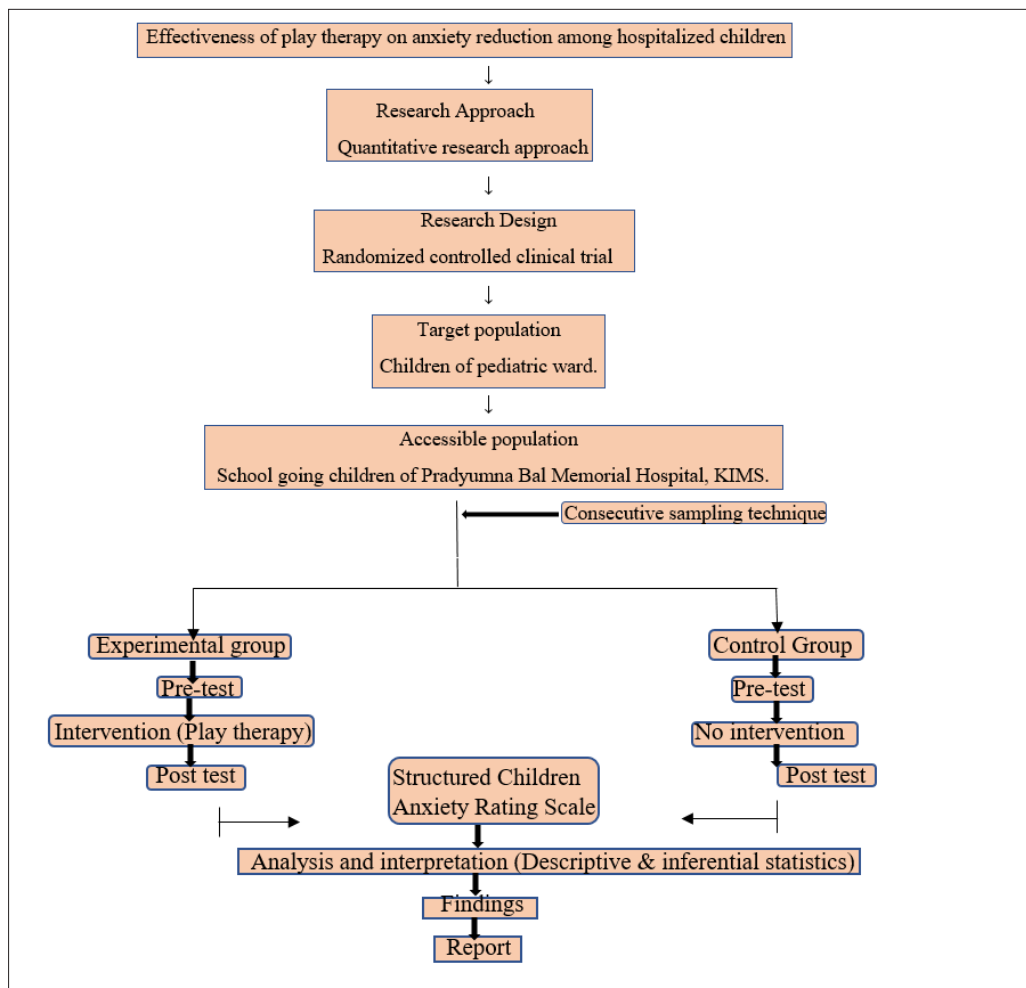 Effectiveness of play therapy on anxiety reduction among hospitalized children
Research Approach
Quantitative research approach
Research Design
Randomized controlled clinical trial
Target population
Children of pediatric ward.
Accessible population
School going children of Pradyumna Bal Memorial Hospital, KIMS.
Consecutive sampling technique
Experimental group
Pre-test
Intervention (Play therapy)
Post test
Control Group
Pre-test
No intervention
Post test
Structured Children
Anxiety Rating Scale
Analysis and interpretation (Descriptive & inferential statistics)
Findings
Report